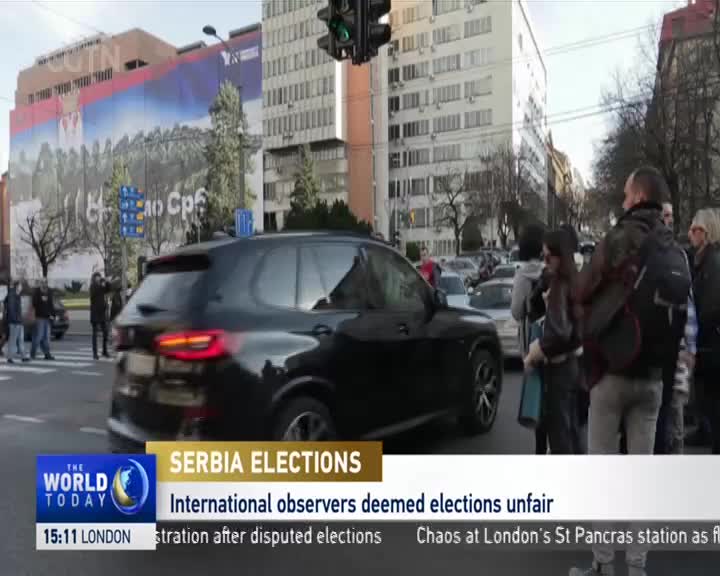 CGTN
Срб
SERBIA ELECTIONS
International observers deemed elections unfair
THE
WORLD
TODAY
15:11 LONDON
stration after disputed elections Chaos at London's St Pancras station as f